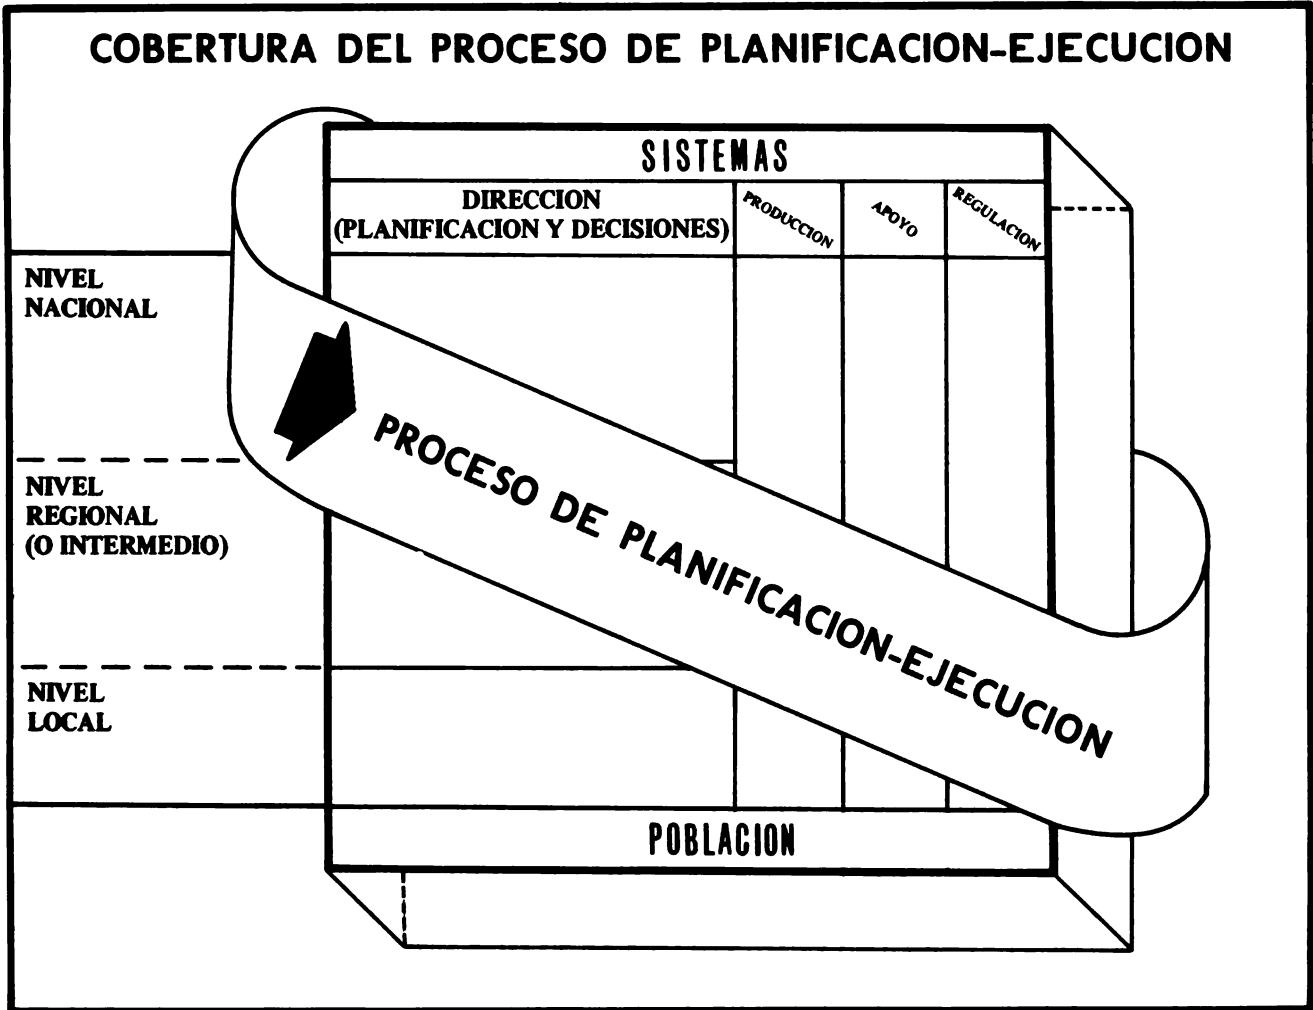 COBERTURA DEL PROCESO DE PLANIFICACION-EJECUCION
SISTEMAS
DIRECCION
(PLANIFICACION Y DECISIONES)
PRODUCCION
APOYO
REGULACION
NIVEL
NACIONAL
NIVEL
REGIONAL
(O INTERMEDIO)
NIVEL
LOCAL
PROCESO DE PLANIFICACION-EJECUCION
POBLACION